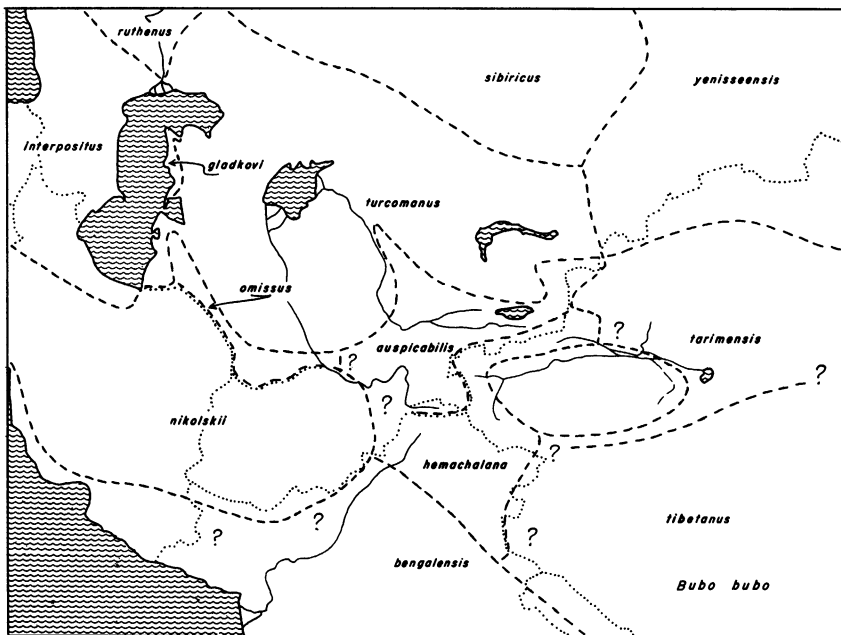 ruthenus
sibiricus
yenisseensis
interpositus
gladkovi
turcomanus
omissus
?
tarimensis
auspicabilis
?
?
?
nikolskii
hemachalana
?
?
?
?
tibetanus
bengalensis
Bubo bubo